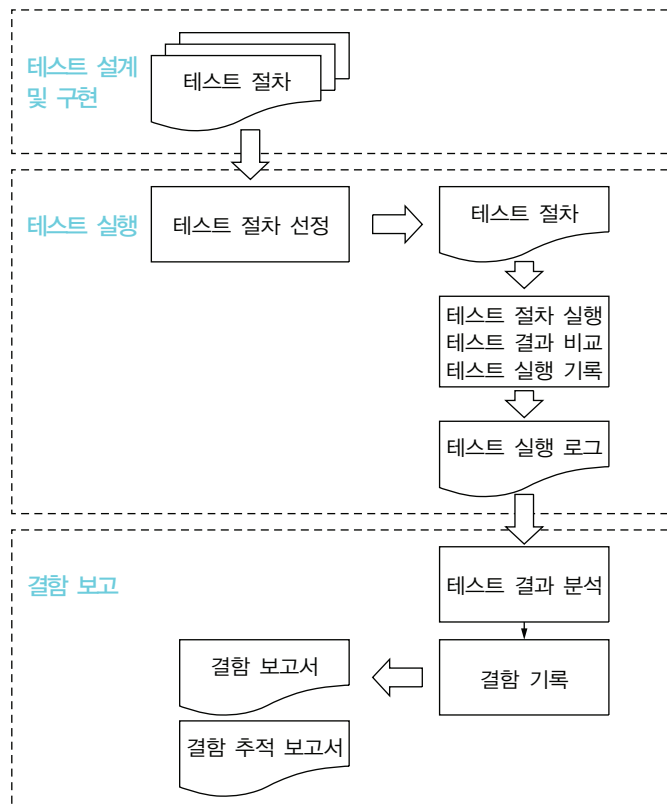 테스트 설계
및 구현
테스트 절차
테스트 실행
테스트 절차 선정
테스트 절차
테스트 절차 실행
테스트 결과 비교
테스트 실행 기록
테스트 실행 로그
결함 보고
테스트 결과 분석
결함 기록
결함 보고서
결함 추적 보고서